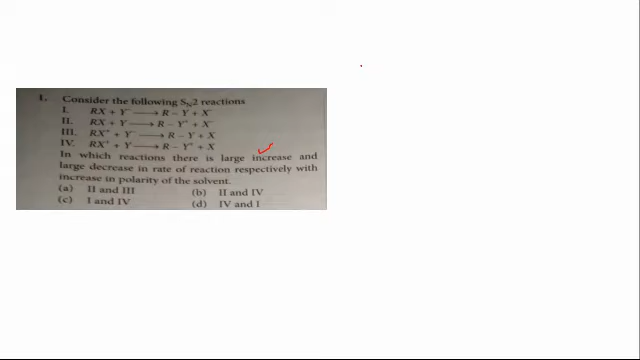 1. Consider the following SN2 reactions
I. RX + Y⁻ ⟶ R – Y + X⁻
II. RX + Y ⟶ R – Y⁺ + X⁻
III. RX⁺ + Y⁻ ⟶ R – Y + X
IV. RX⁺ + Y ⟶ R – Y⁺ + X
In which reactions there is large increase and
large decrease in rate of reaction respectively with
increase in polarity of the solvent.
(a) II and III (b) II and IV
(c) I and IV (d) IV and I